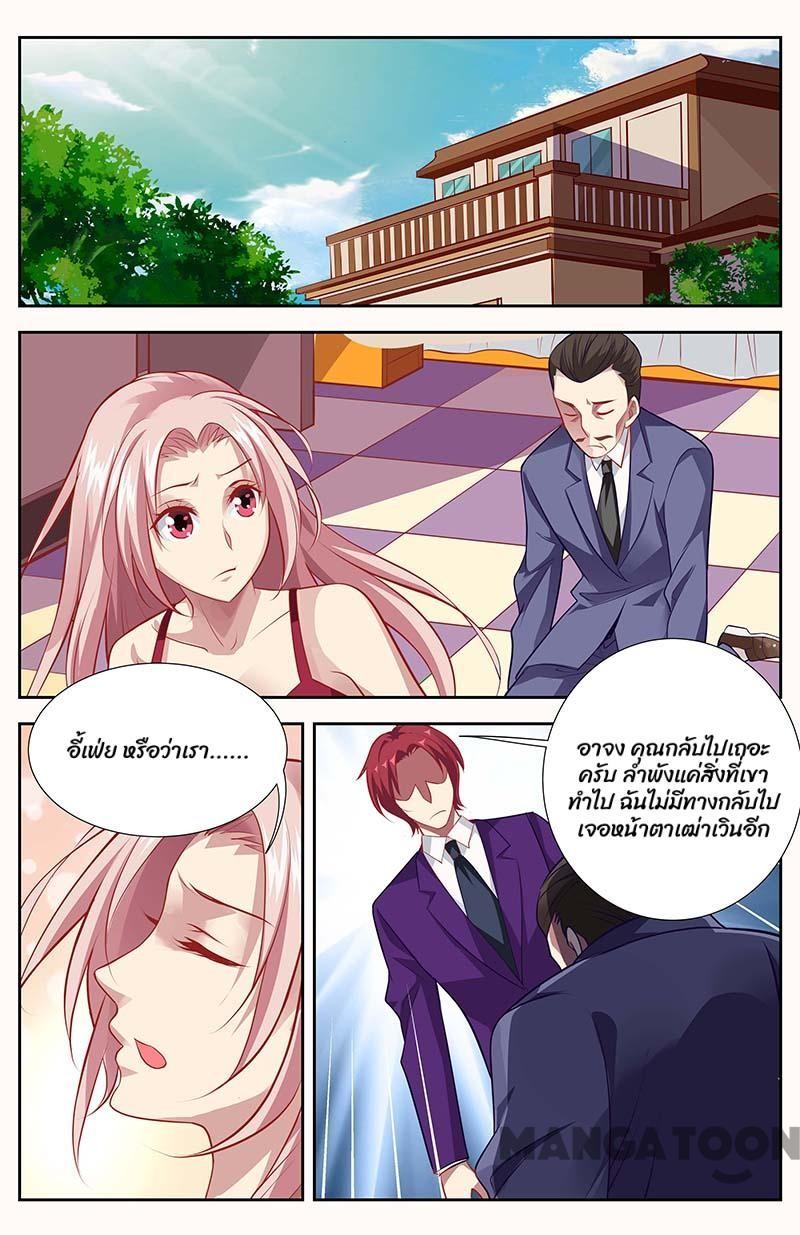 อี้เฟ่ย หรือว่าเรา......
อาจง คุณกลับไปเถอะ
ครับ ลำพังแค่สิ่งที่เขา
ทำไป ฉันไม่มีทางกลับไป
เจอหน้าตาเฒ่าเวินอีก
MANGATOON